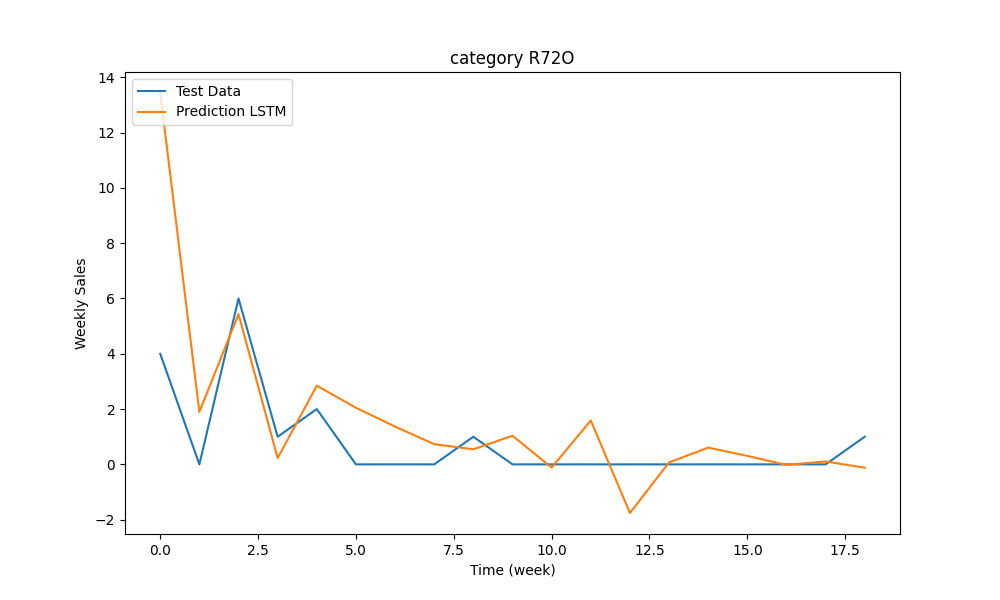 category R72O
Test Data
Prediction LSTM
14
12
10
8
6
4
2
0
−2
Weekly Sales
0.0 2.5 5.0 7.5 10.0 12.5 15.0 17.5
Time (week)